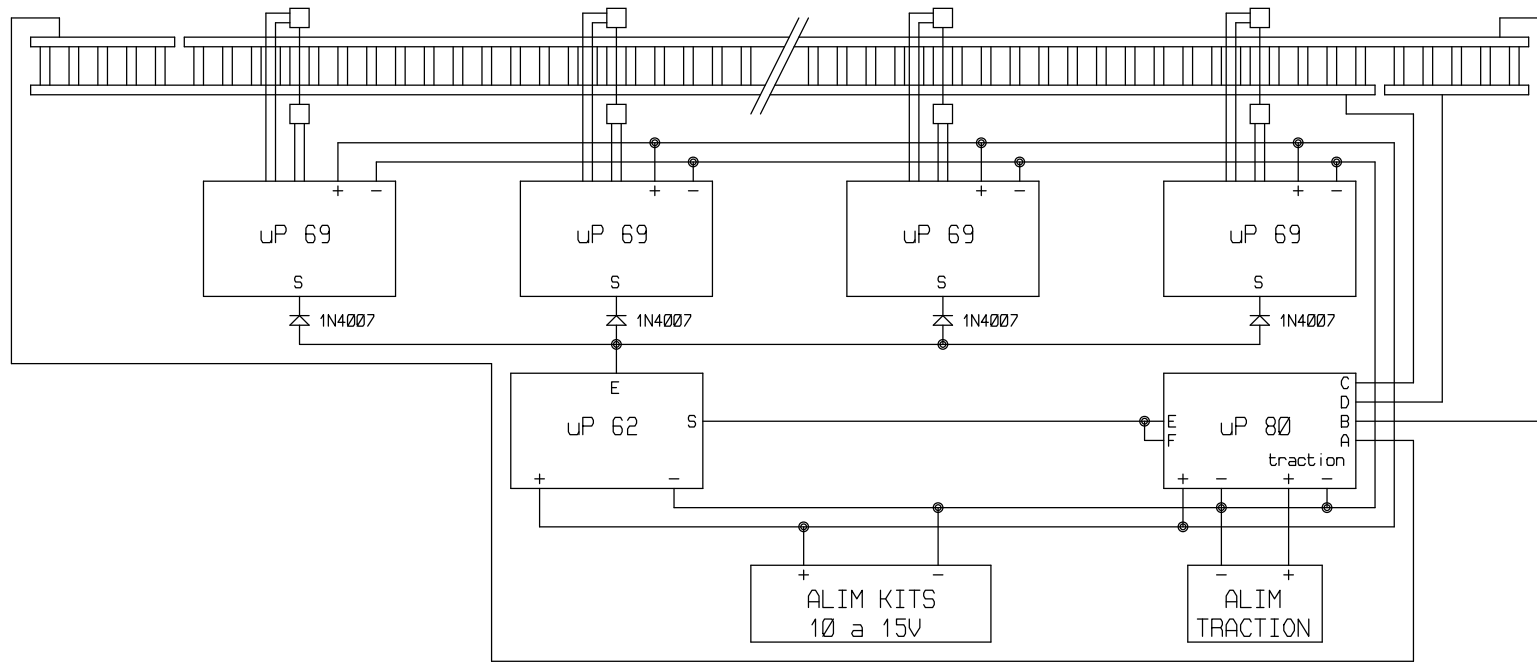 + − + − + − + −
uP 69 uP 69 uP 69 uP 69
S S S S
1N4007 1N4007 1N4007 1N4007
E C
D
uP 62 S E uP 80 B
F A
traction
+ − + − + −
+ − − +
ALIM KITS ALIM
10 a 15V TRACTION